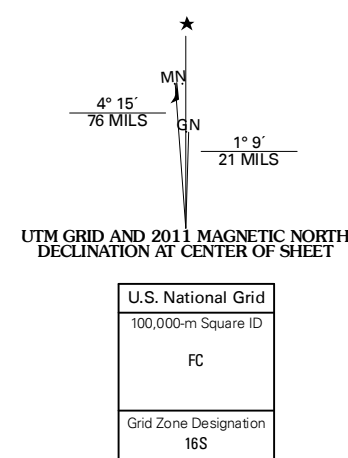 MN
4° 15´
76 MILS
GN
1° 9´
21 MILS
UTM GRID AND 2011 MAGNETIC NORTH
DECLINATION AT CENTER OF SHEET
U.S. National Grid
100,000-m Square ID
FC
Grid Zone Designation
16S